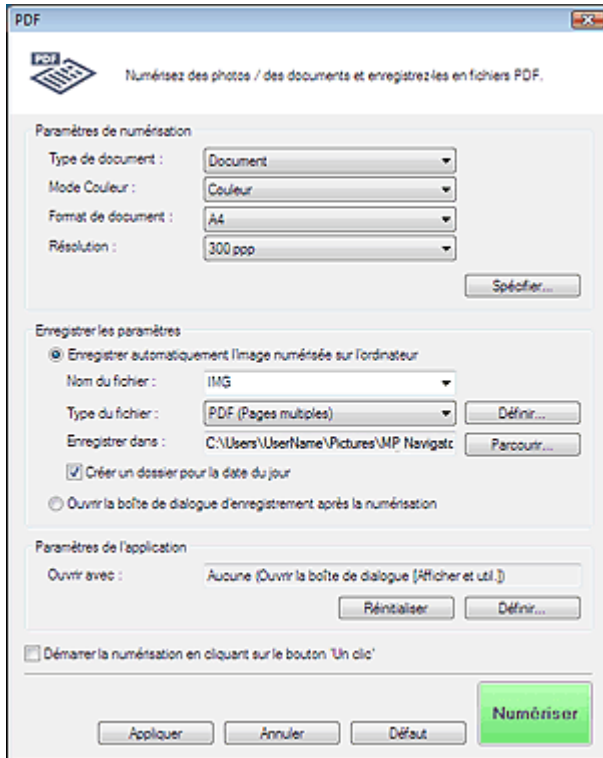 PDF
PDF
Numérisez des photos / des documents et enregistrez-les en fichiers PDF.
Paramètres de numérisation
Type de document : Document
Mode Couleur : Couleur
Format de document : A4
Résolution : 300 ppp
Spécifier...
Enregistrer les paramètres
Enregistrer automatiquement l'image numérisée sur l'ordinateur
Nom du fichier : IMG
Type du fichier : PDF (Pages multiples) Définir...
Enregistrer dans : C:\Users\UserName\Pictures\MP Navigato Parcourir...
Créer un dossier pour la date du jour
Ouvrir la boîte de dialogue d'enregistrement après la numérisation
Paramètres de l'application
Ouvrir avec : Aucune (Ouvrir la boîte de dialogue [Afficher et util.])
Réinitialiser Définir...
Démarrer la numérisation en cliquant sur le bouton 'Un clic'
Appliquer Annuler Défaut Numériser